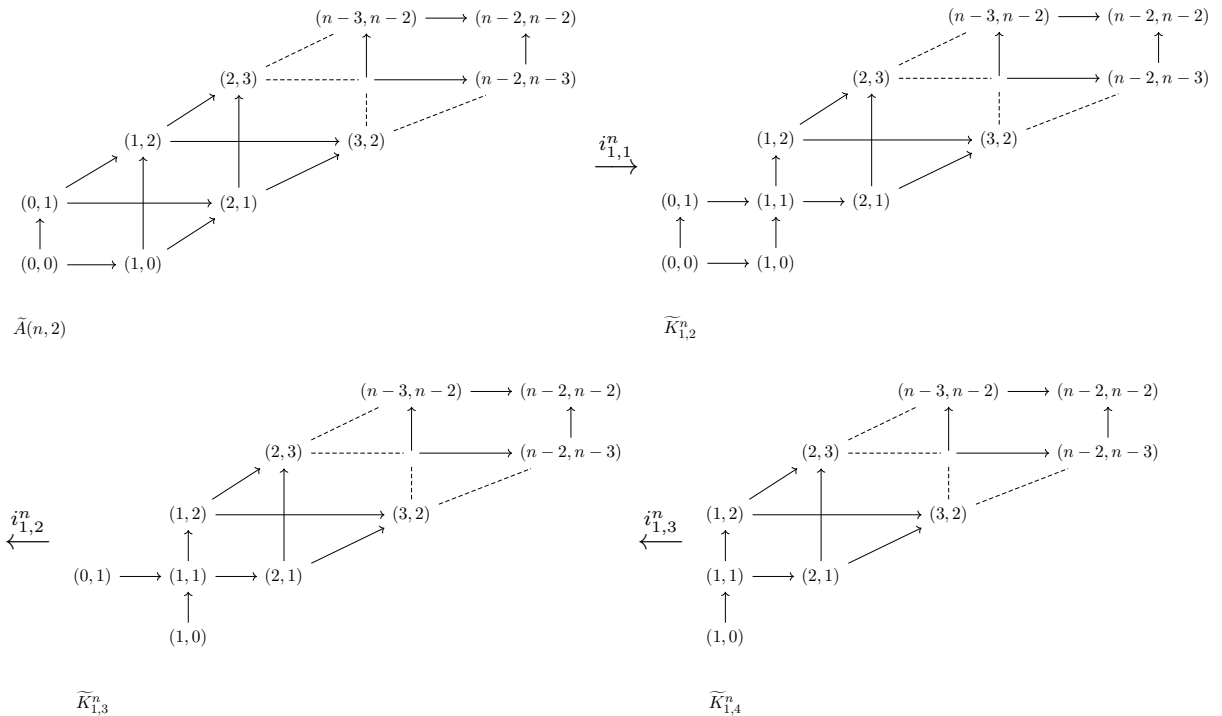 (n − 3, n − 2) (n − 2, n − 2) (n − 3, n − 2) (n − 2, n − 2)
(2, 3) (n − 2, n − 3) (2, 3) (n − 2, n − 3)
(1, 2) (3, 2) (1, 2) (3, 2)
i^n_{1,1}
(0, 1) (2, 1) (0, 1) (1, 1) (2, 1)
(0, 0) (1, 0) (0, 0) (1, 0)
Ã(n, 2) K̃^n_{1,2}
(n − 3, n − 2) (n − 2, n − 2) (n − 3, n − 2) (n − 2, n − 2)
(2, 3) (n − 2, n − 3) (2, 3) (n − 2, n − 3)
(1, 2) (3, 2) (1, 2) (3, 2)
i^n_{1,2} i^n_{1,3}
(0, 1) (1, 1) (2, 1) (1, 1) (2, 1)
(1, 0) (1, 0)
K̃^n_{1,3} K̃^n_{1,4}